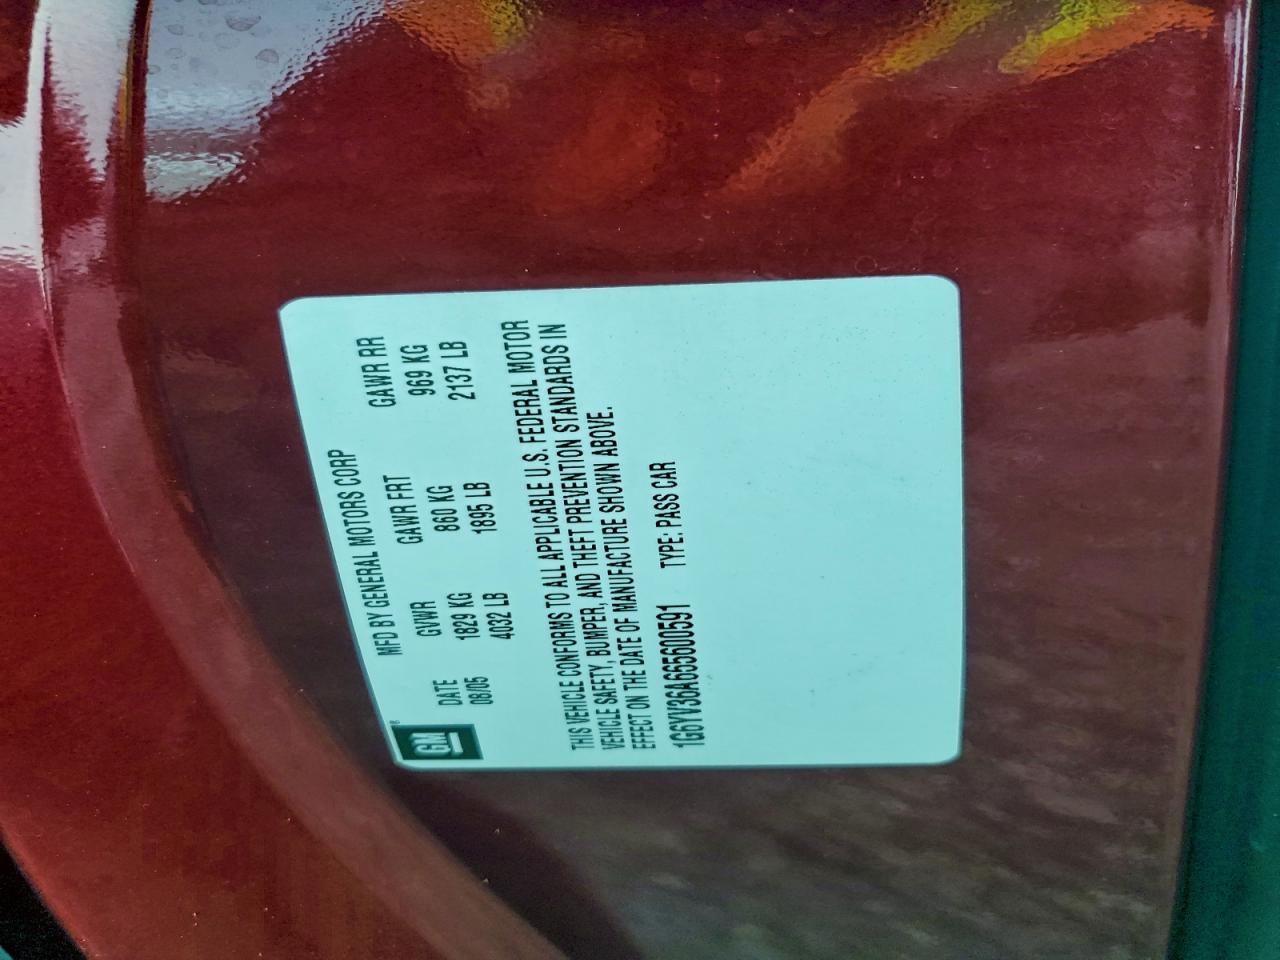 GM
MFD BY GENERAL MOTORS CORP
DATE GVWR GAWR FRT GAWR RR
08/05 1829 KG 860 KG 969 KG
4032 LB 1895 LB 2137 LB
THIS VEHICLE CONFORMS TO ALL APPLICABLE U.S. FEDERAL MOTOR
VEHICLE SAFETY, BUMPER, AND THEFT PREVENTION STANDARDS IN
EFFECT ON THE DATE OF MANUFACTURE SHOWN ABOVE.
1G6YV36A665600591 TYPE: PASS CAR